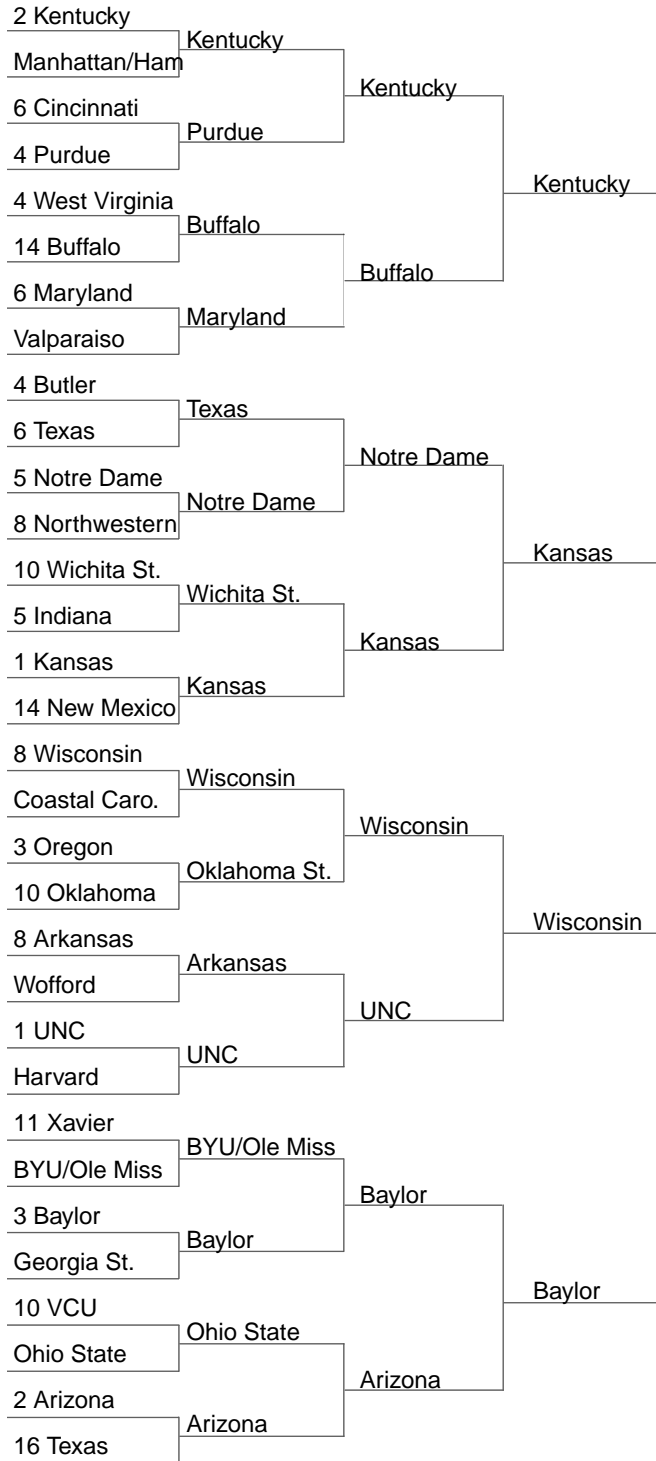 2 Kentucky
Kentucky
Manhattan/Ham
Kentucky
6 Cincinnati
Purdue
4 Purdue
Kentucky
4 West Virginia
Buffalo
14 Buffalo
Buffalo
6 Maryland
Maryland
Valparaiso
4 Butler
Texas
6 Texas
Notre Dame
5 Notre Dame
Notre Dame
8 Northwestern
Kansas
10 Wichita St.
Wichita St.
5 Indiana
Kansas
1 Kansas
Kansas
14 New Mexico
8 Wisconsin
Wisconsin
Coastal Caro.
Wisconsin
3 Oregon
Oklahoma St.
10 Oklahoma
Wisconsin
8 Arkansas
Arkansas
Wofford
UNC
1 UNC
UNC
Harvard
11 Xavier
BYU/Ole Miss
BYU/Ole Miss
Baylor
3 Baylor
Baylor
Georgia St.
Baylor
10 VCU
Ohio State
Ohio State
Arizona
2 Arizona
Arizona
16 Texas